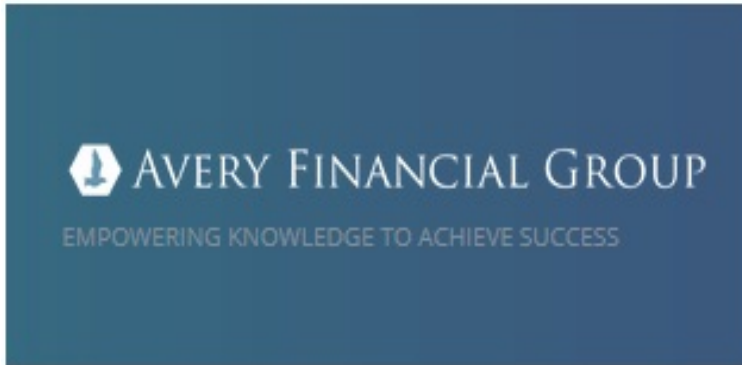 AVERY FINANCIAL GROUP
EMPOWERING KNOWLEDGE TO ACHIEVE SUCCESS